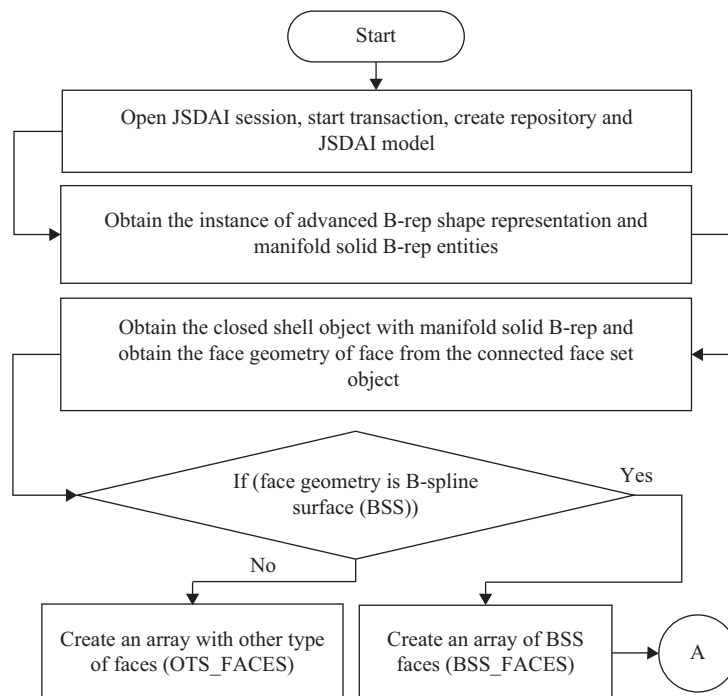 Start
Open JSDAI session, start transaction, create repository and
JSDAI model
Obtain the instance of advanced B-rep shape representation and
manifold solid B-rep entities
Obtain the closed shell object with manifold solid B-rep and
obtain the face geometry of face from the connected face set
object
If (face geometry is B-spline
surface (BSS))
Yes
No
Create an array with other type
of faces (OTS_FACES)
Create an array of BSS
faces (BSS_FACES)
A